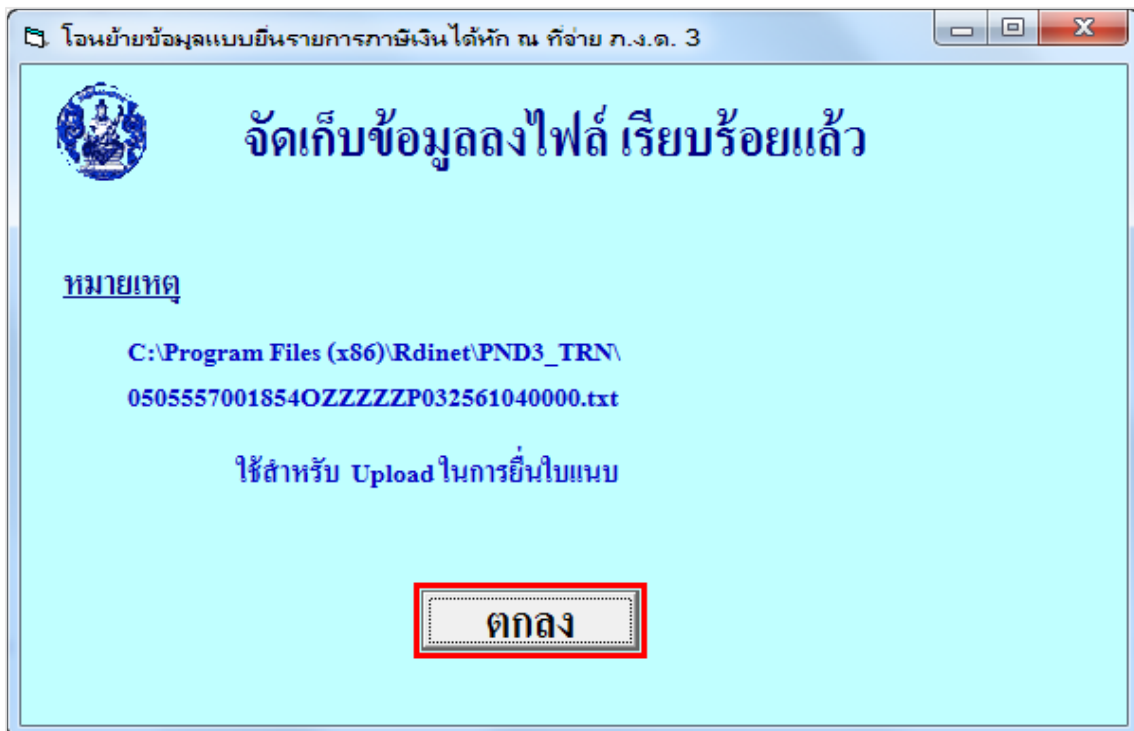 โอนย้ายข้อมูลแบบยื่นรายการภาษีเงินได้หัก ณ ที่จ่าย ภ.ง.ด. 3
จัดเก็บข้อมูลลงไฟล์ เรียบร้อยแล้ว
หมายเหตุ
C:\Program Files (x86)\Rdinet\PND3_TRN\
0505557001854OZZZZZP032561040000.txt
ใช้สำหรับ Upload ในการยื่นใบแนบ
ตกลง